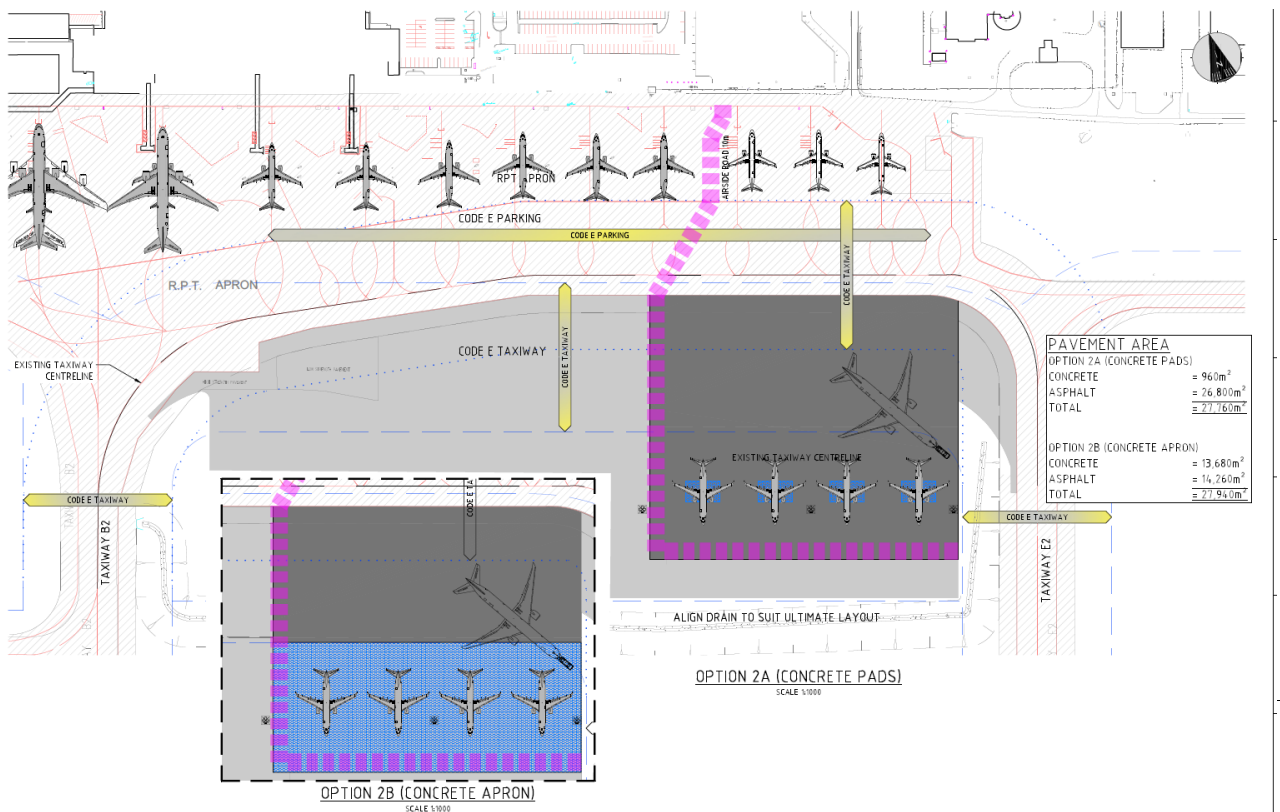 N
RPT APRON
AIRSIDE ROAD 10m
CODE E PARKING
CODE E PARKING
R.P.T. APRON
CODE E TAXIWAY
CODE E TAXIWAY
CODE E TAXIWAY
EXISTING TAXIWAY
CENTRELINE
PAVEMENT AREA
OPTION 2A (CONCRETE PADS)
CONCRETE = 960m²
ASPHALT = 26,800m²
TOTAL = 27,760m²
OPTION 2B (CONCRETE APRON)
CONCRETE = 13,680m²
ASPHALT = 14,260m²
TOTAL = 27,940m²
EXISTING TAXIWAY CENTRELINE
CODE E TA
CODE E TAXIWAY
CODE E TAXIWAY
B2
TAXIWAY B2
TAXIWAY E2
E2
ALIGN DRAIN TO SUIT ULTIMATE LAYOUT
OPTION 2A (CONCRETE PADS)
SCALE 1:1000
OPTION 2B (CONCRETE APRON)
SCALE 1:1000